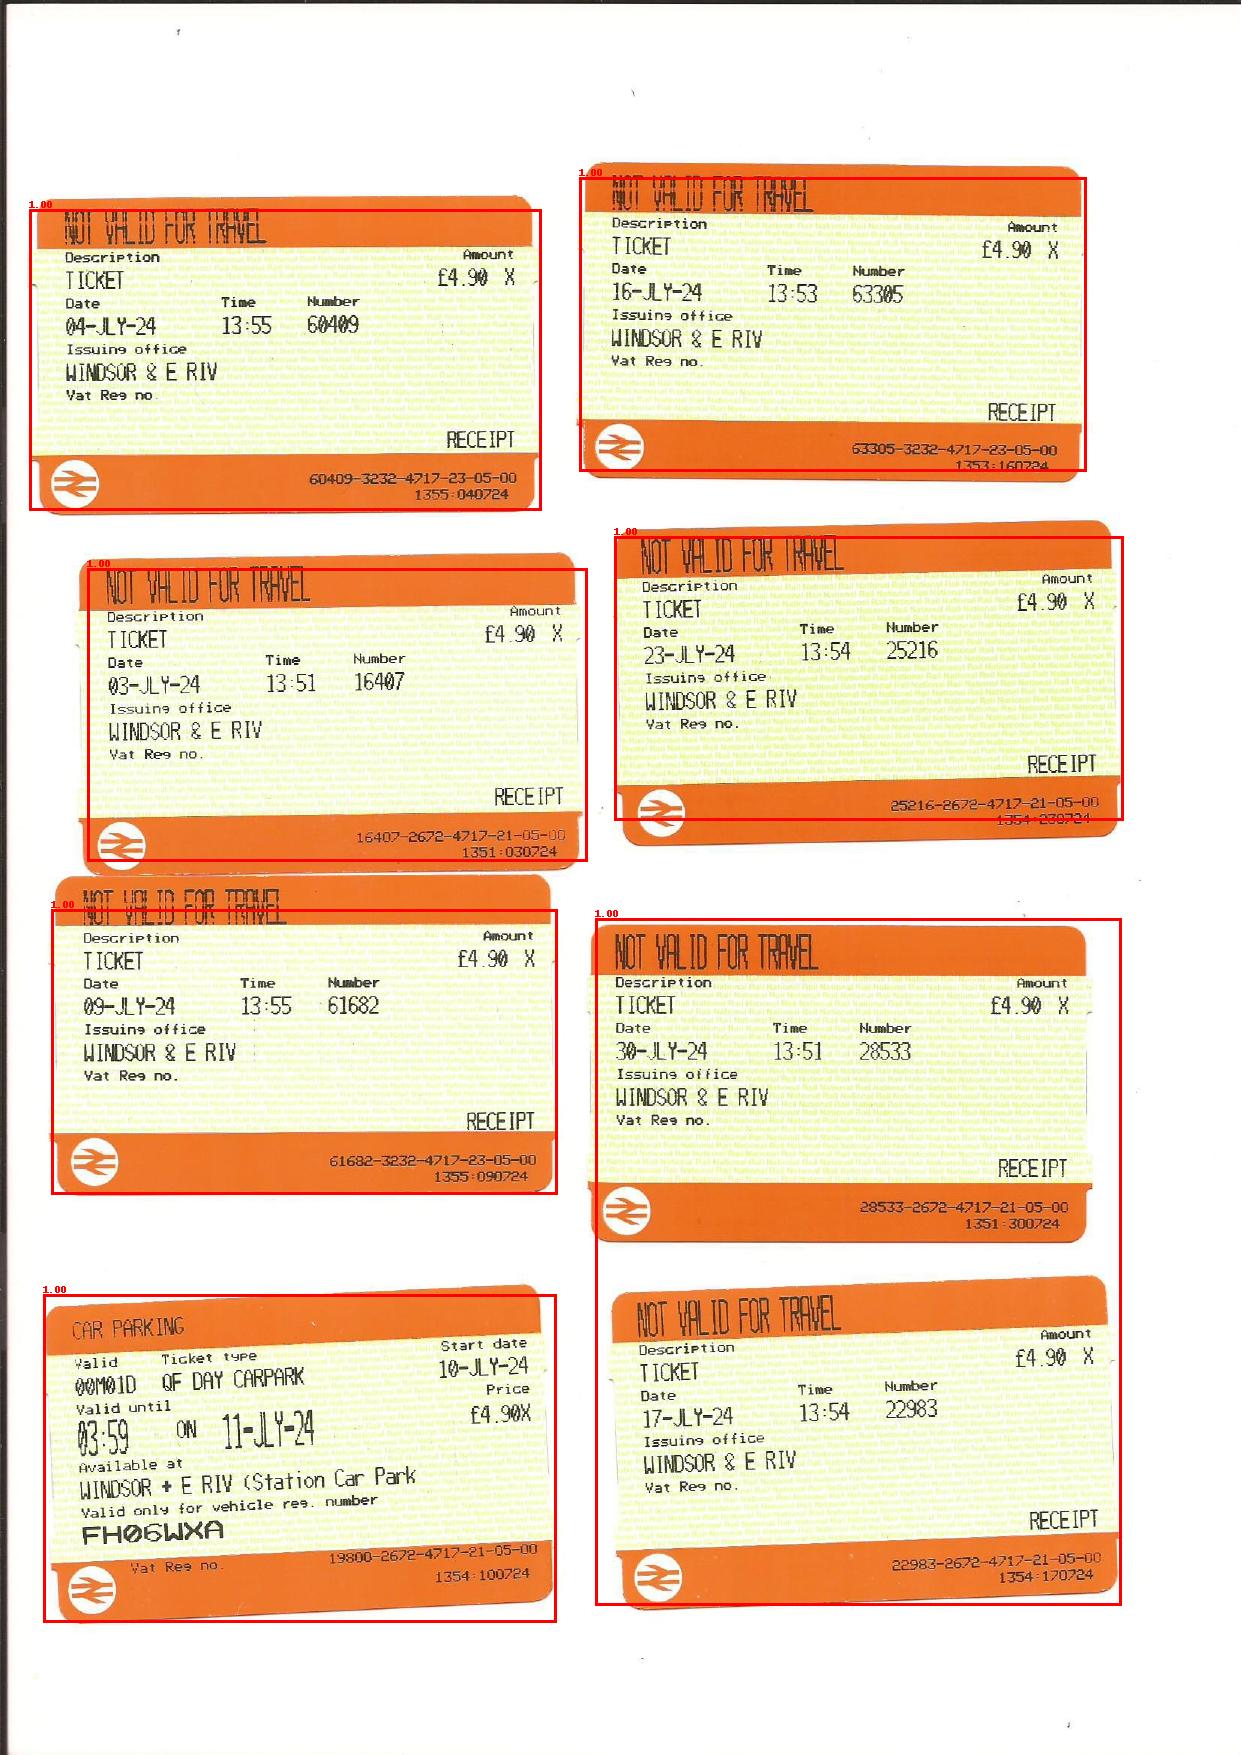 1.00
NOT VALID FOR TRAVEL
Description Amount
TICKET £4.90 X
Date Time Number
04-JLY-24 13:55 60409
Issuing office
WINDSOR & E RIV
Vat Reg no.
RECEIPT
60409-3232-4717-23-05-00
1355:040724
1.00
NOT VALID FOR TRAVEL
Description Amount
TICKET £4.90 X
Date Time Number
16-JLY-24 13:53 63305
Issuing office
WINDSOR & E RIV
Vat Reg no.
RECEIPT
63305-3232-4717-23-05-00
1353:160724
1.00
NOT VALID FOR TRAVEL
Description Amount
TICKET £4.90 X
Date Time Number
03-JLY-24 13:51 16407
Issuing office
WINDSOR & E RIV
Vat Reg no.
RECEIPT
16407-2672-4717-21-05-00
1351:030724
1.00
NOT VALID FOR TRAVEL
Description Amount
TICKET £4.90 X
Date Time Number
23-JLY-24 13:54 25216
Issuing office
WINDSOR & E RIV
Vat Reg no.
RECEIPT
25216-2672-4717-21-05-00
1354:230724
1.00
NOT VALID FOR TRAVEL
Description Amount
TICKET £4.90 X
Date Time Number
09-JLY-24 13:55 61682
Issuing office
WINDSOR & E RIV
Vat Reg no.
RECEIPT
61682-3232-4717-23-05-00
1355:090724
1.00
NOT VALID FOR TRAVEL
Description Amount
TICKET £4.90 X
Date Time Number
30-JLY-24 13:51 28533
Issuing office
WINDSOR & E RIV
Vat Reg no.
RECEIPT
28533-2672-4717-21-05-00
1351:300724
1.00
CAR PARKING
Valid Ticket type Start date
00M01D QF DAY CARPARK 10-JLY-24
Valid until Price
03:59 ON 11-JLY-24 £4.90X
Available at
WINDSOR + E RIV (Station Car Park
Valid only for vehicle reg. number
FH06WXA
Vat Reg no. 19800-2672-4717-21-05-00
1354:100724
NOT VALID FOR TRAVEL
Description Amount
TICKET £4.90 X
Date Time Number
17-JLY-24 13:54 22983
Issuing office
WINDSOR & E RIV
Vat Reg no.
RECEIPT
22983-2672-4717-21-05-00
1354:170724